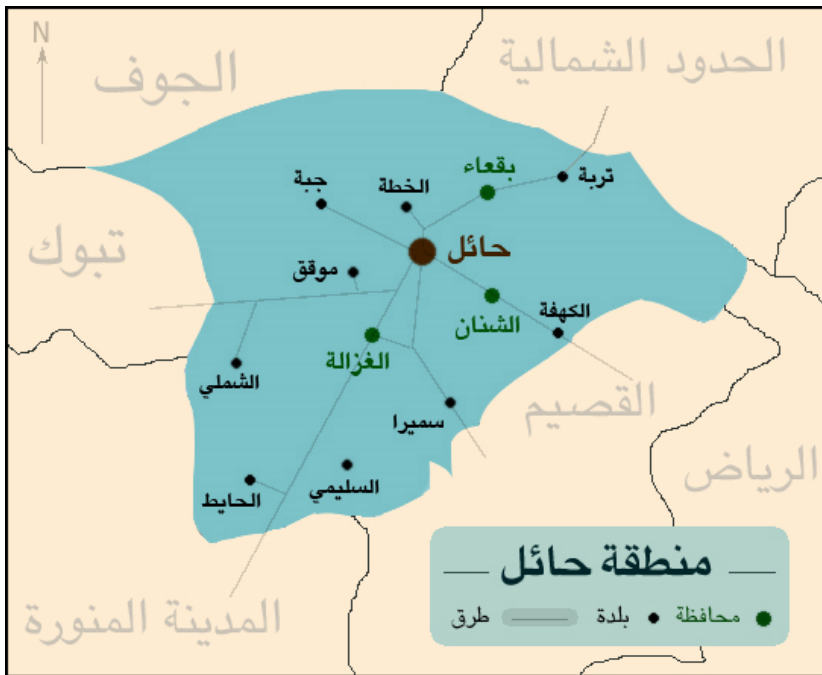 N
الحدود الشمالية
الجوف
بقعاء
تربة
الخطة
جبة
تبوك
حائل
موقق
الشنان
الكهفة
الغزالة
الشملي
القصيم
سميرا
الرياض
السليمي
الحايط
منطقة حائل
محافظة بلدة طرق
المدينة المنورة